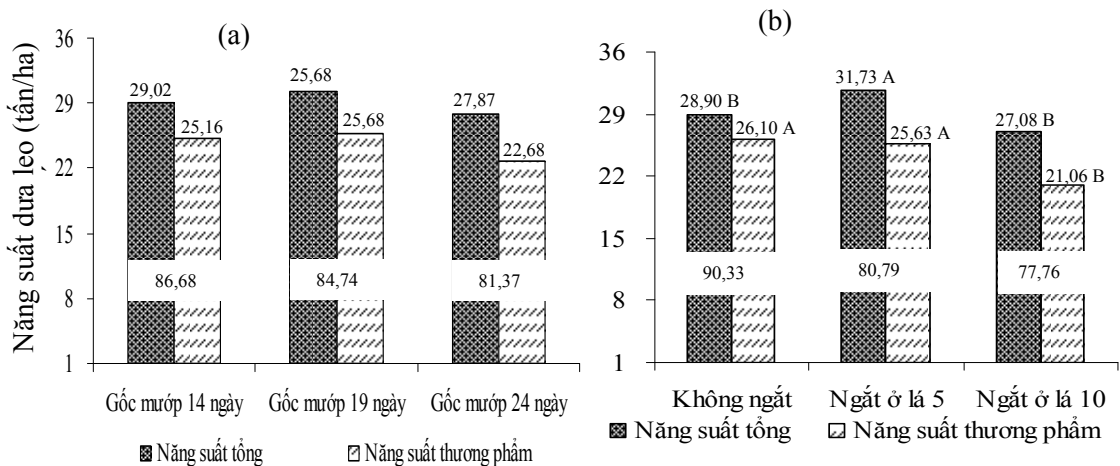 (a)
Năng suất dưa leo (tấn/ha)
36
29
22
15
8
1
29,02
25,16
25,68
25,68
27,87
22,68
86,68
84,74
81,37
Gốc mướp 14 ngày
Gốc mướp 19 ngày
Gốc mướp 24 ngày
Năng suất tổng
Năng suất thương phẩm
(b)
36
29
22
15
8
1
28,90 B
26,10 A
31,73 A
25,63 A
27,08 B
21,06 B
90,33
80,79
77,76
Không ngắt
Ngắt ở lá 5
Ngắt ở lá 10
Năng suất tổng
Năng suất thương phẩm